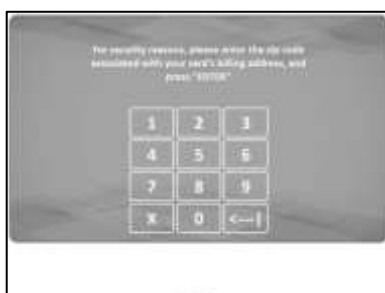 For security reasons, please enter the zip code
associated with your card's billing address, and
press "ENTER"
1 2 3
4 5 6
7 8 9
X 0 <---|